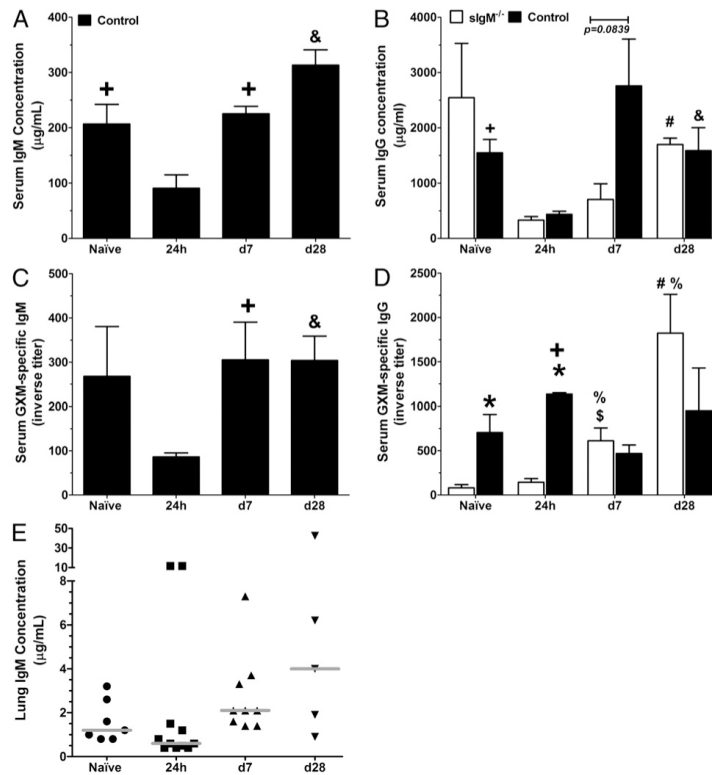 A
Control
Serum IgM Concentration
(µg/mL)
400
300
200
100
0
+
+
&
Naïve
24h
d7
d28
B
sIgM-/-
Control
p=0.0839
Serum IgG concentration
(µg/ml)
4000
3000
2000
1000
0
+
#
&
Naïve
24h
d7
d28
C
Serum GXM-specific IgM
(inverse titer)
500
400
300
200
100
0
+
&
Naïve
24h
d7
d28
D
Serum GXM-specific IgG
(inverse titer)
2500
2000
1500
1000
500
0
*
+
*
%
$
# %
Naïve
24h
d7
d28
E
Lung IgM Concentration
(µg/mL)
50
30
10
8
6
4
2
0
Naïve
24h
d7
d28